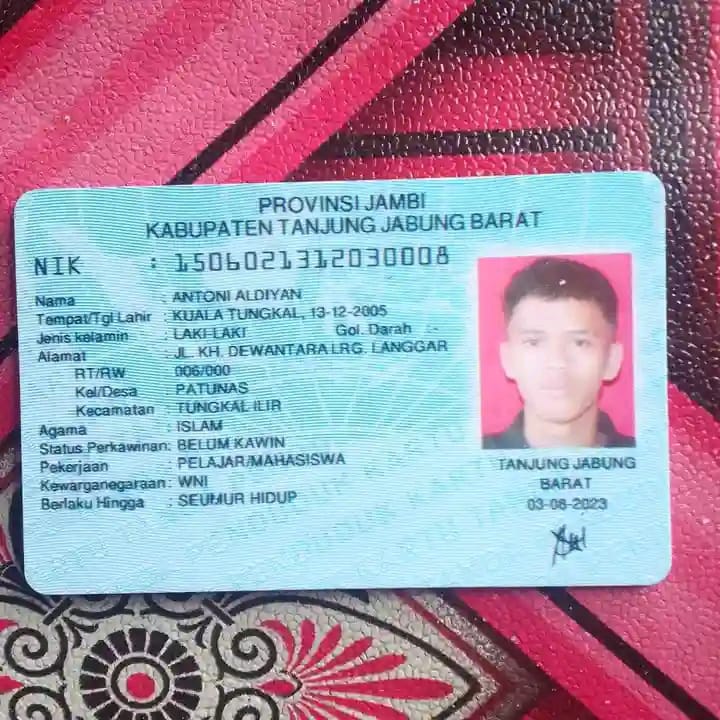 PROVINSI JAMBI
KABUPATEN TANJUNG JABUNG BARAT
NIK : 1506021312030008
Nama : ANTONI ALDIYAN
Tempat/Tgl Lahir : KUALA TUNGKAL, 13-12-2005
Jenis kelamin : LAKI-LAKI Gol. Darah :-
Alamat : JL. KH. DEWANTARA LRG. LANGGAR
RT/RW : 006/000
Kel/Desa : PATUNAS
Kecamatan : TUNGKAL ILIR
Agama : ISLAM
Status Perkawinan: BELUM KAWIN
Pekerjaan : PELAJAR/MAHASISWA
Kewarganegaraan: WNI
Berlaku Hingga : SEUMUR HIDUP
TANJUNG JABUNG
BARAT
03-08-2023